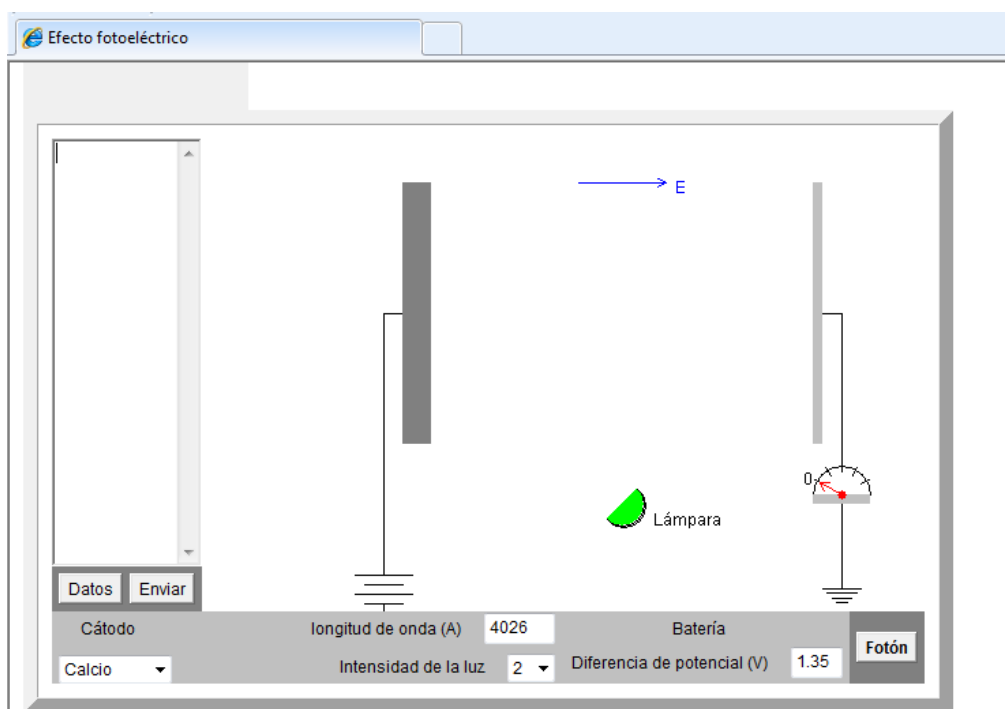 Efecto fotoeléctrico
E
0
Lámpara
Datos Enviar
Cátodo longitud de onda (A) 4026 Batería
Calcio Intensidad de la luz 2 Diferencia de potencial (V) 1.35 Fotón